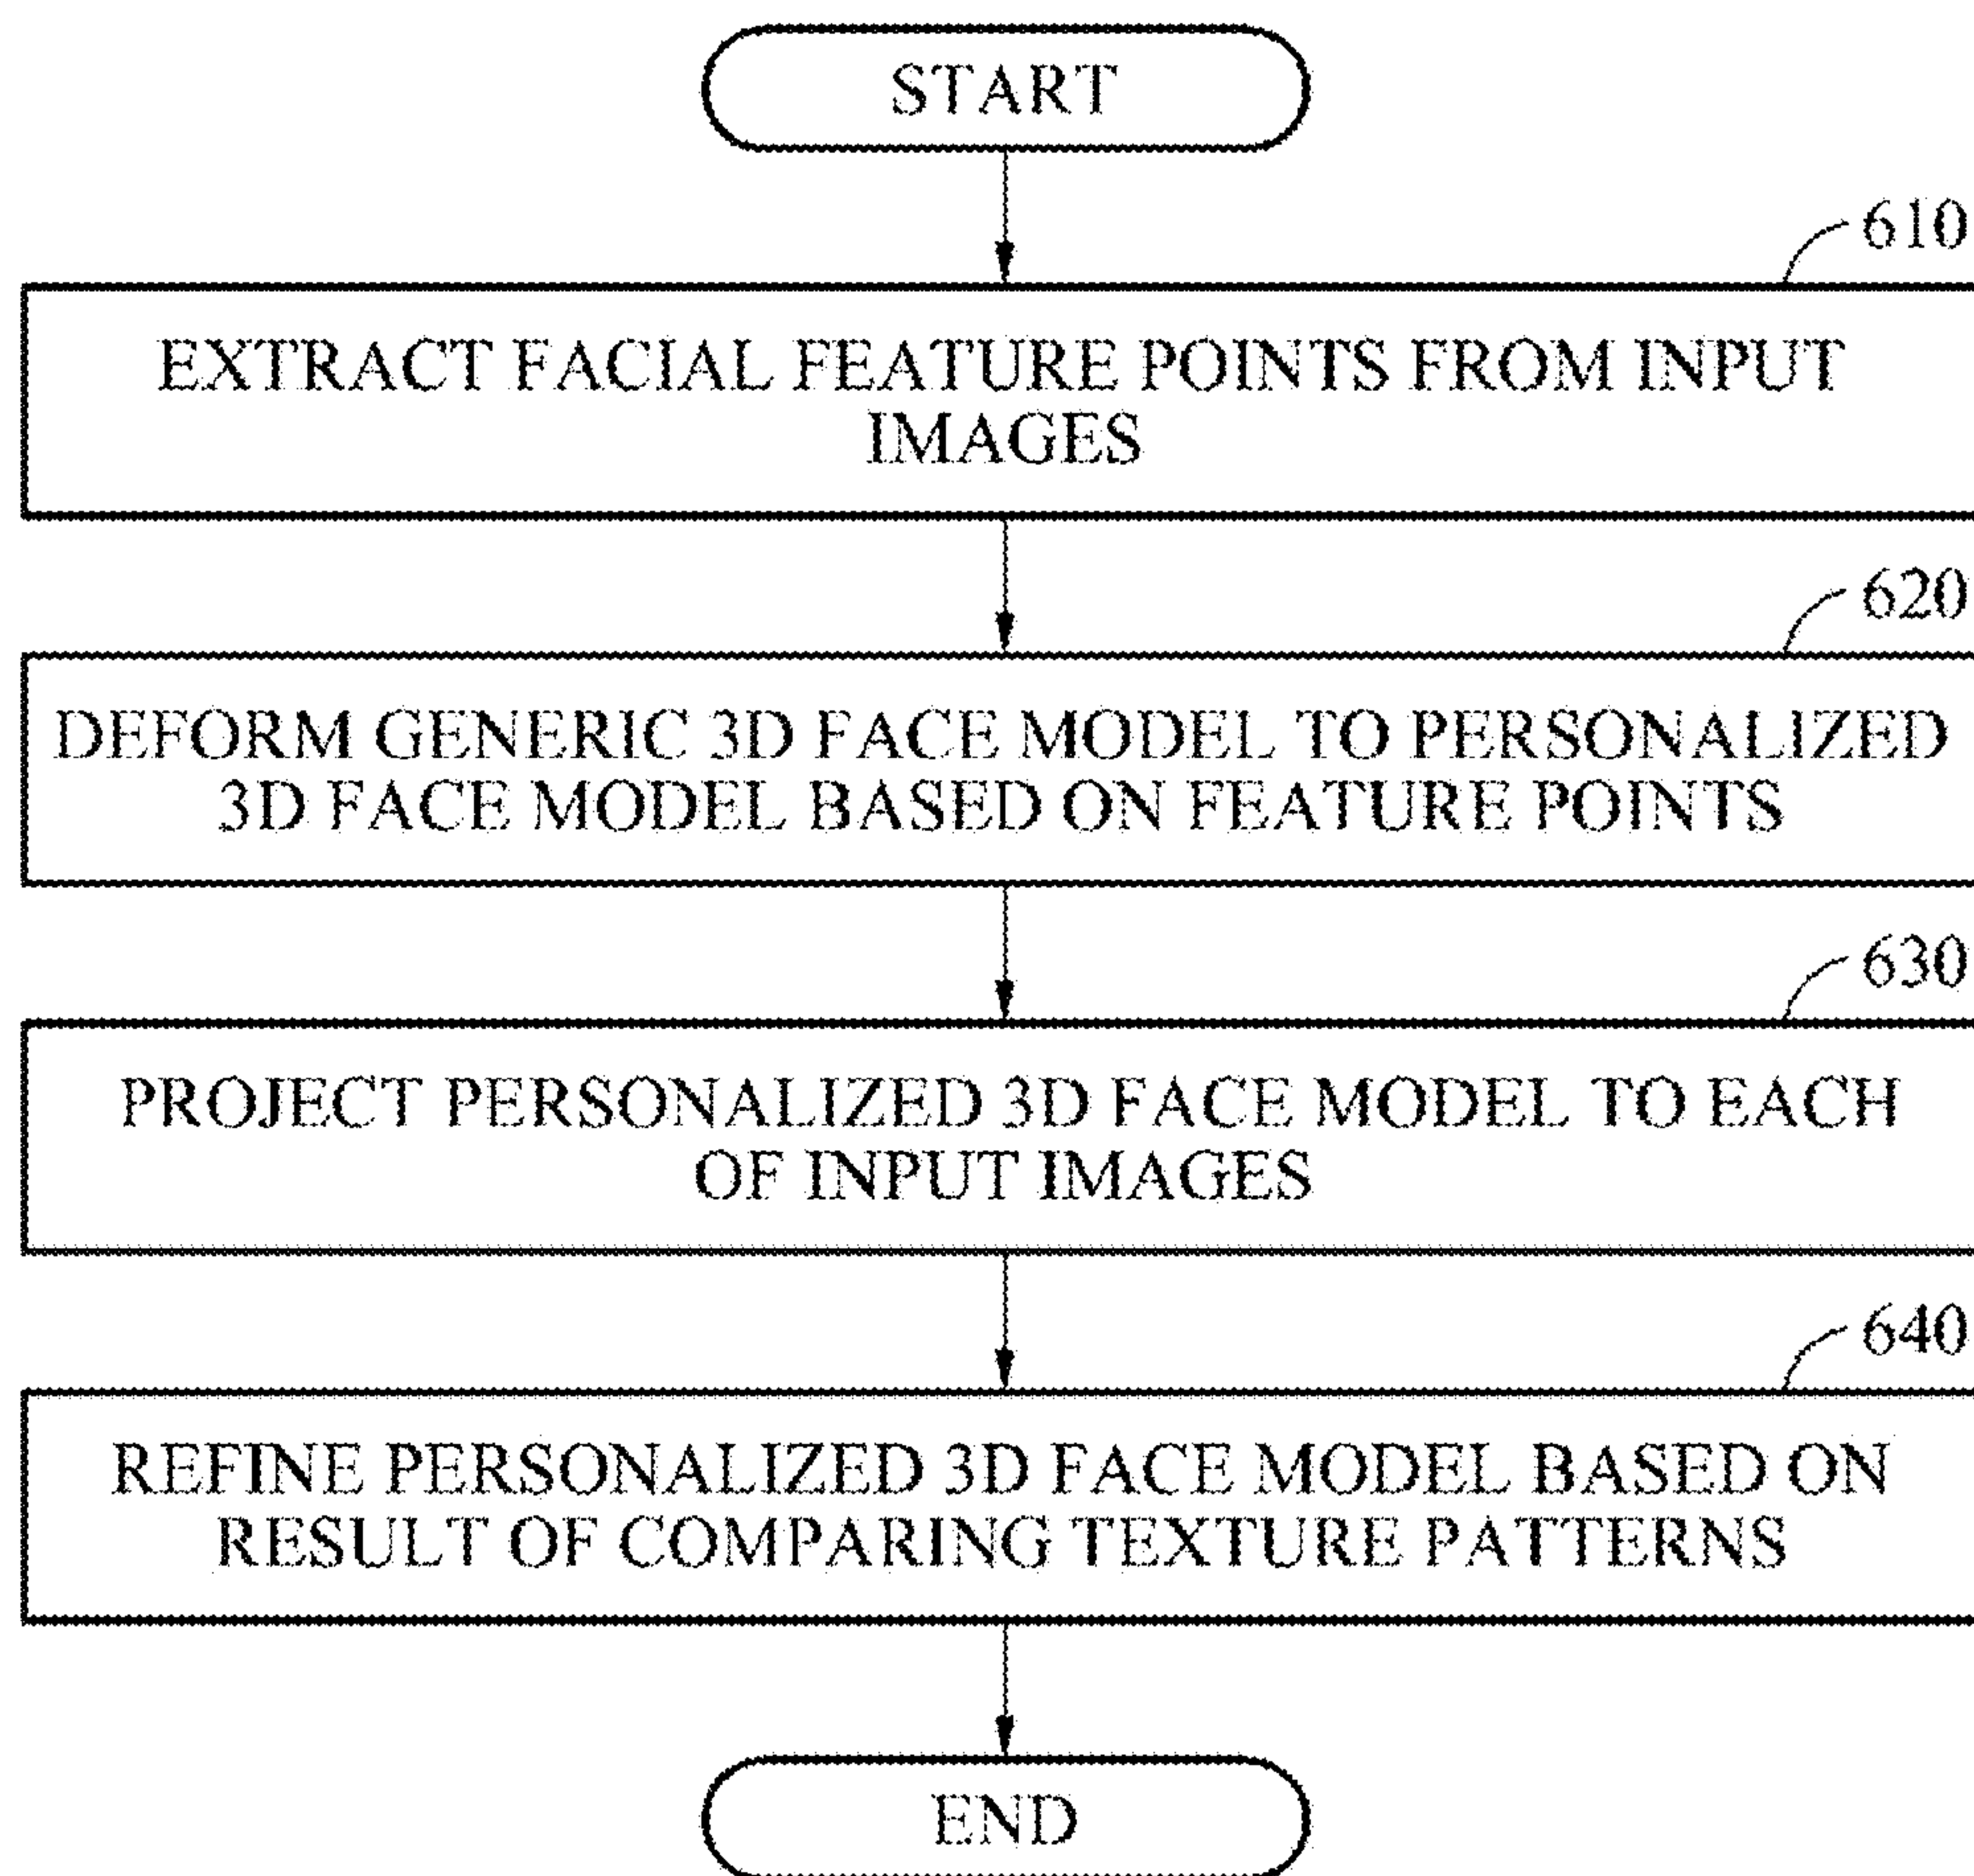 START
610
EXTRACT FACIAL FEATURE POINTS FROM INPUT
IMAGES
620
DEFORM GENERIC 3D FACE MODEL TO PERSONALIZED
3D FACE MODEL BASED ON FEATURE POINTS
630
PROJECT PERSONALIZED 3D FACE MODEL TO EACH
OF INPUT IMAGES
640
REFINE PERSONALIZED 3D FACE MODEL BASED ON
RESULT OF COMPARING TEXTURE PATTERNS
END